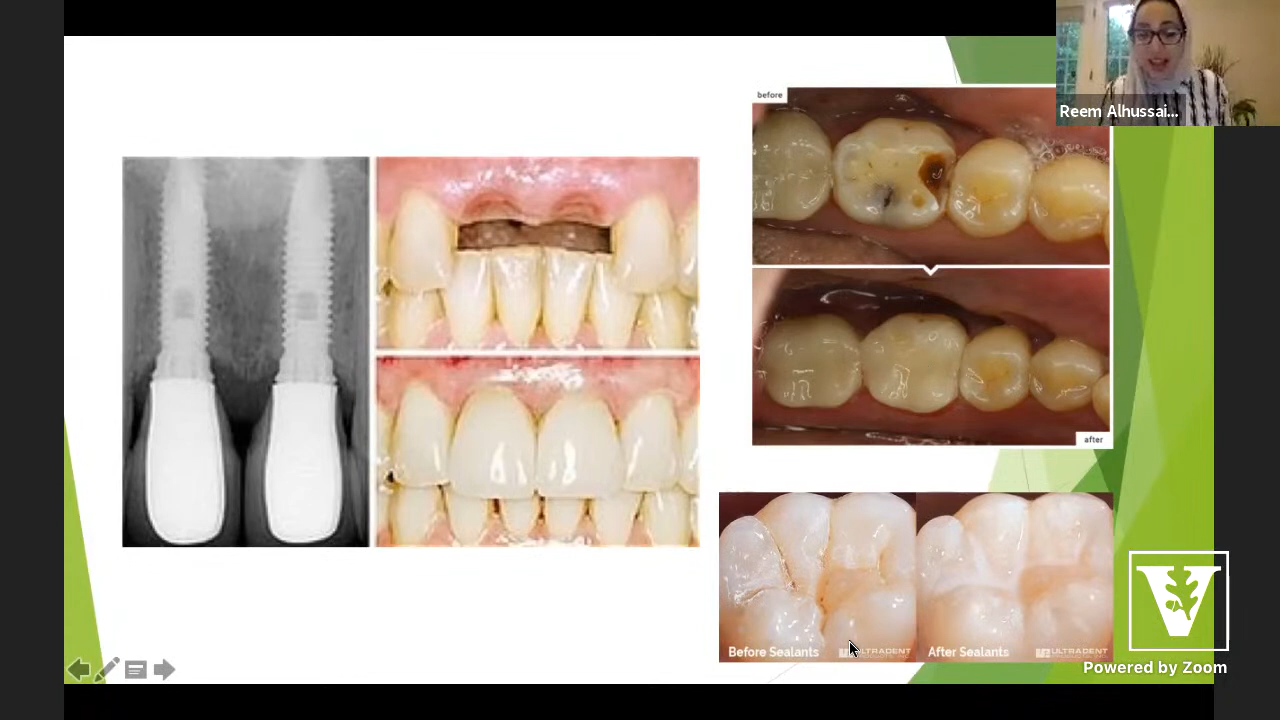 before
Reem Alhussai...
after
Before Sealants
ULTRADENT
After Sealants
ULTRADENT
V
Powered by Zoom